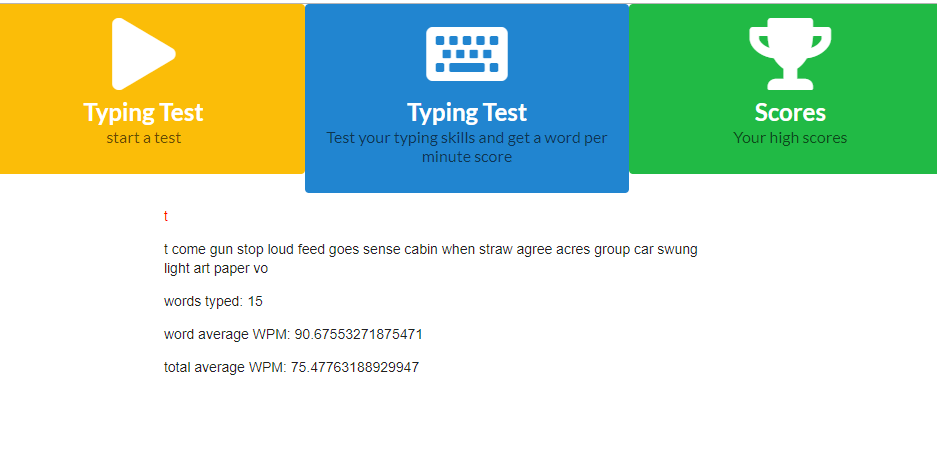 Typing Test
start a test
Typing Test
Test your typing skills and get a word per
minute score
Scores
Your high scores
t
t come gun stop loud feed goes sense cabin when straw agree acres group car swung
light art paper vo
words typed: 15
word average WPM: 90.67553271875471
total average WPM: 75.47763188929947